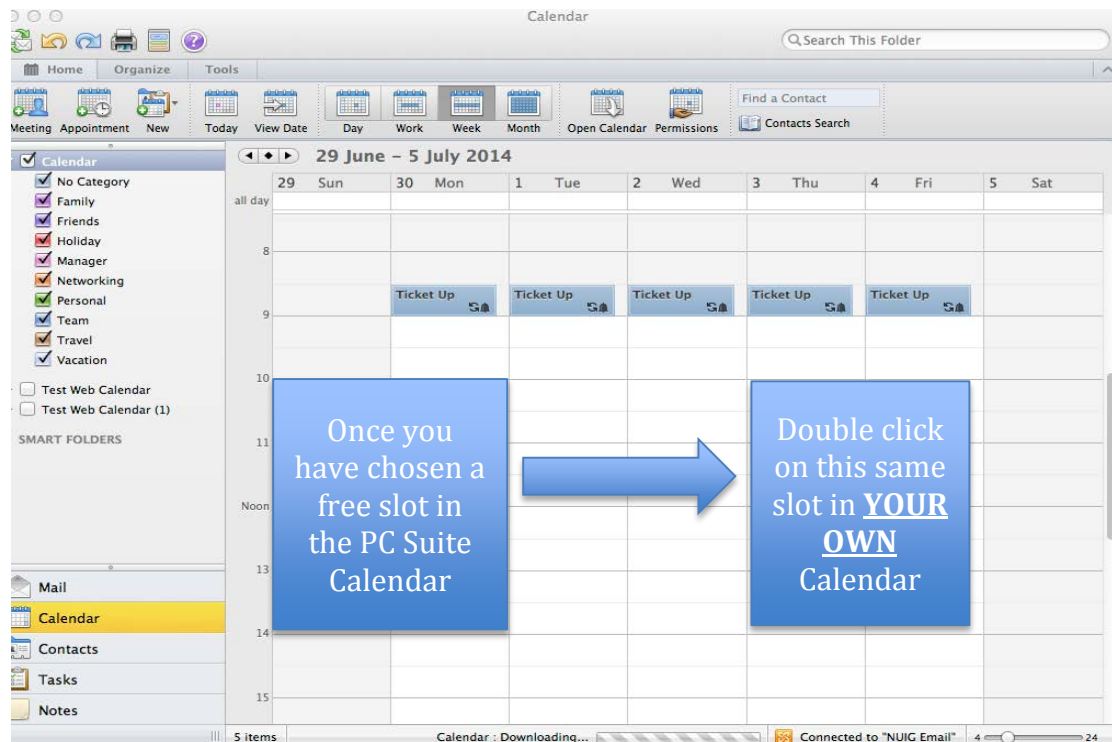 Calendar
Search This Folder
Home Organize Tools
Meeting Appointment New Today View Date Day Work Week Month Open Calendar Permissions
Find a Contact
Contacts Search
Calendar
No Category
Family
Friends
Holiday
Manager
Networking
Personal
Team
Travel
Vacation
Test Web Calendar
Test Web Calendar (1)
SMART FOLDERS
Mail
Calendar
Contacts
Tasks
Notes
29 June – 5 July 2014
29 Sun 30 Mon 1 Tue 2 Wed 3 Thu 4 Fri 5 Sat
all day
8
Ticket Up Ticket Up Ticket Up Ticket Up Ticket Up
9
10
11
Noon
13
14
15
Once you
have chosen a
free slot in
the PC Suite
Calendar
Double click
on this same
slot in YOUR
OWN
Calendar
5 items Calendar : Downloading... Connected to "NUIG Email" 4 24